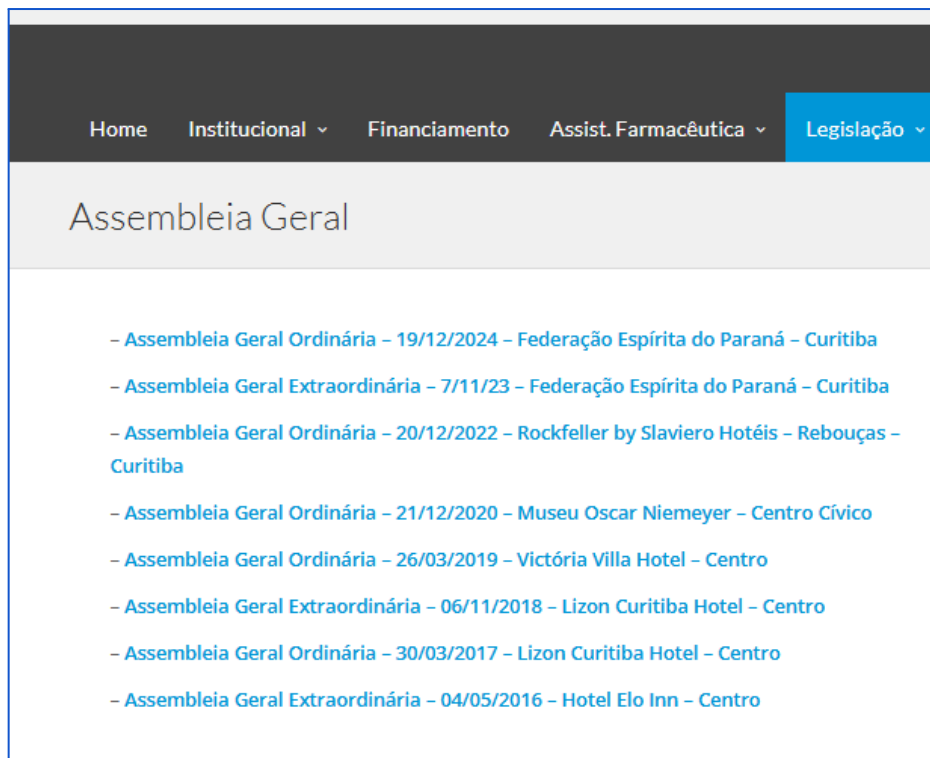 Home Institucional Financiamento Assist. Farmacêutica Legislação
Assembleia Geral
– Assembleia Geral Ordinária – 19/12/2024 – Federação Espírita do Paraná – Curitiba
– Assembleia Geral Extraordinária – 7/11/23 – Federação Espírita do Paraná – Curitiba
– Assembleia Geral Ordinária – 20/12/2022 – Rockfeller by Slaviero Hotéis – Rebouças –
Curitiba
– Assembleia Geral Ordinária – 21/12/2020 – Museu Oscar Niemeyer – Centro Cívico
– Assembleia Geral Ordinária – 26/03/2019 – Victória Villa Hotel – Centro
– Assembleia Geral Extraordinária – 06/11/2018 – Lizon Curitiba Hotel – Centro
– Assembleia Geral Ordinária – 30/03/2017 – Lizon Curitiba Hotel – Centro
– Assembleia Geral Extraordinária – 04/05/2016 – Hotel Elo Inn – Centro